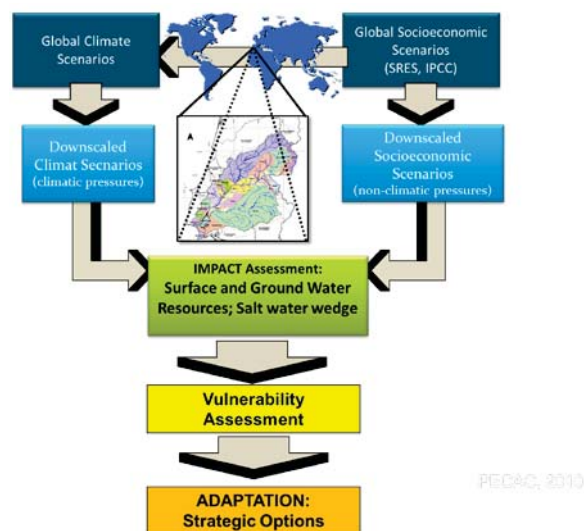 Global Climate
Scenarios
Global Socioeconomic
Scenarios
(SRES, IPCC)
Downscaled
Climat Secnarios
(climatic pressures)
A
Downscaled
Socioeconomic
Scenarios
(non-climatic pressures)
IMPACT Assessment:
Surface and Ground Water
Resources; Salt water wedge
Vulnerability
Assessment
ADAPTATION:
Strategic Options
PECAC, 2010